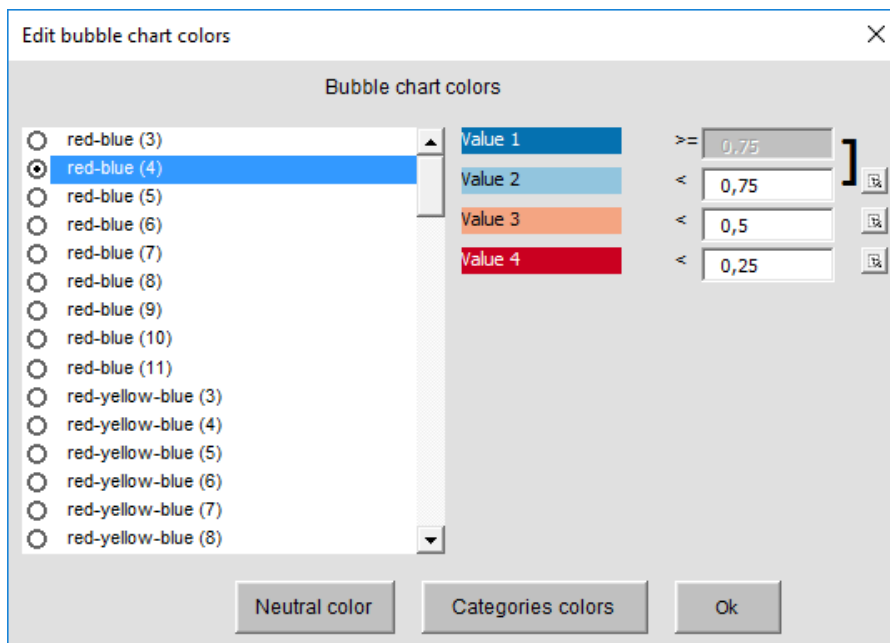 Edit bubble chart colors
Bubble chart colors
red-blue (3)
red-blue (4)
red-blue (5)
red-blue (6)
red-blue (7)
red-blue (8)
red-blue (9)
red-blue (10)
red-blue (11)
red-yellow-blue (3)
red-yellow-blue (4)
red-yellow-blue (5)
red-yellow-blue (6)
red-yellow-blue (7)
red-yellow-blue (8)
Value 1 >= 0.75 ]
Value 2 < 0,75
Value 3 < 0,5
Value 4 < 0,25
Neutral color Categories colors Ok